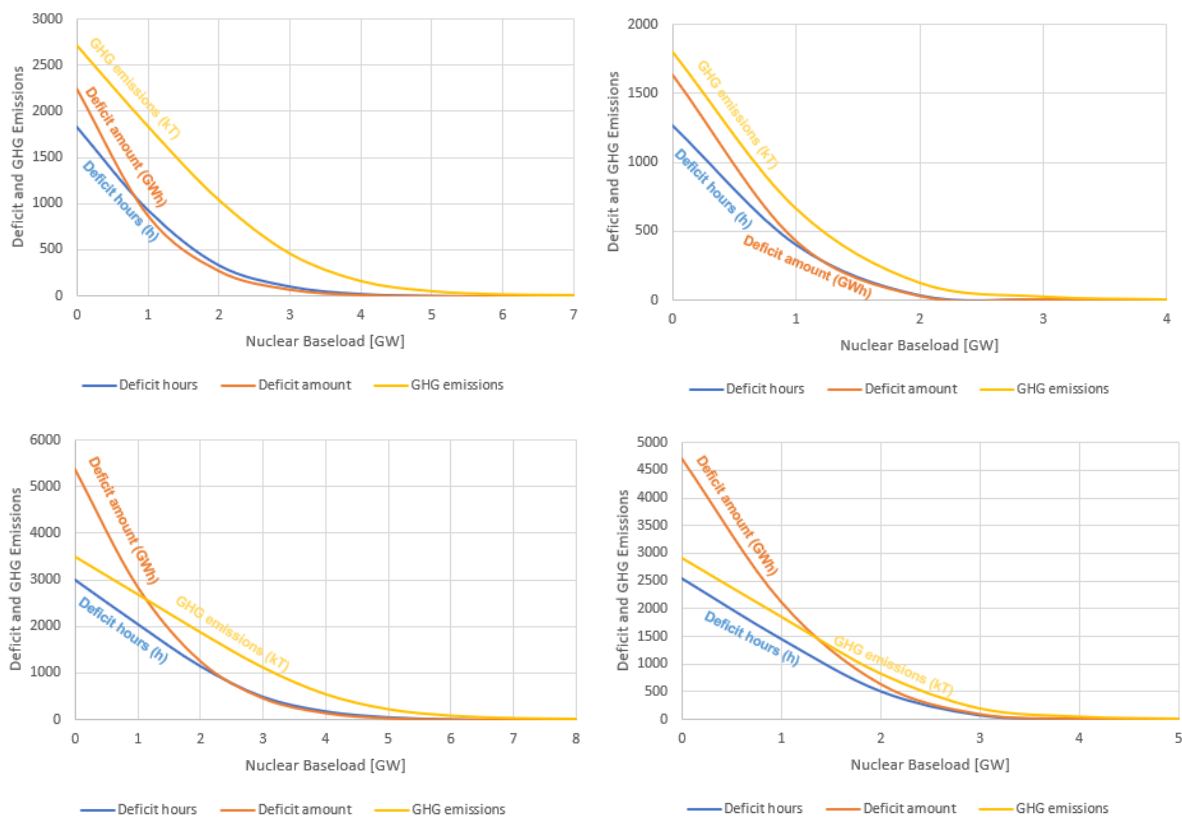 3000
2500
2000
1500
1000
500
0
Deficit and GHG Emissions
GHG emissions (kT)
Deficit amount (GWh)
Deficit hours (h)
0 1 2 3 4 5 6 7
Nuclear Baseload [GW]
Deficit hours Deficit amount GHG emissions
2000
1500
1000
500
0
Deficit and GHG Emissions
GHG emissions (kT)
Deficit hours (h)
Deficit amount (GWh)
0 1 2 3 4
Nuclear Baseload [GW]
Deficit hours Deficit amount GHG emissions
6000
5000
4000
3000
2000
1000
0
Deficit and GHG Emissions
Deficit amount (GWh)
GHG emissions (kT)
Deficit hours (h)
0 1 2 3 4 5 6 7 8
Nuclear Baseload [GW]
Deficit hours Deficit amount GHG emissions
5000
4500
4000
3500
3000
2500
2000
1500
1000
500
0
Deficit and GHG Emissions
Deficit amount (GWh)
Deficit hours (h)
GHG emissions (kT)
0 1 2 3 4 5
Nuclear Baseload [GW]
Deficit hours Deficit amount GHG emissions